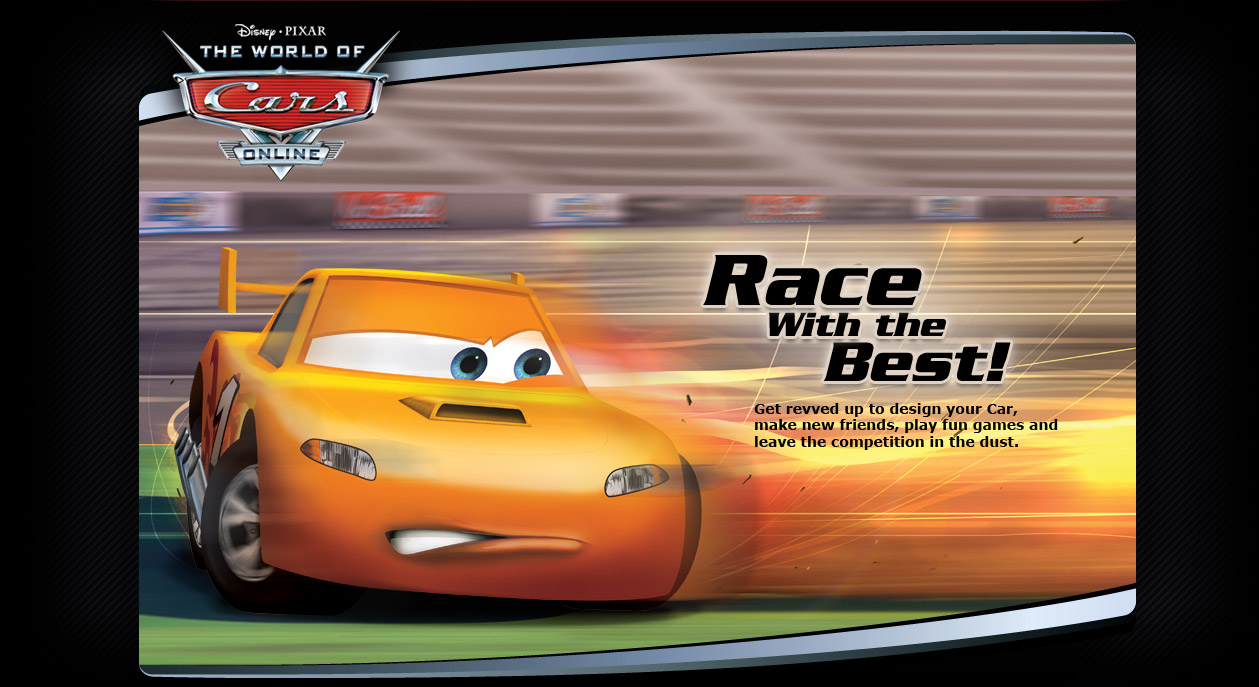 Disney · PIXAR
THE WORLD OF
Cars
ONLINE
Race
With the
Best!
Get revved up to design your Car,
make new friends, play fun games and
leave the competition in the dust.
1